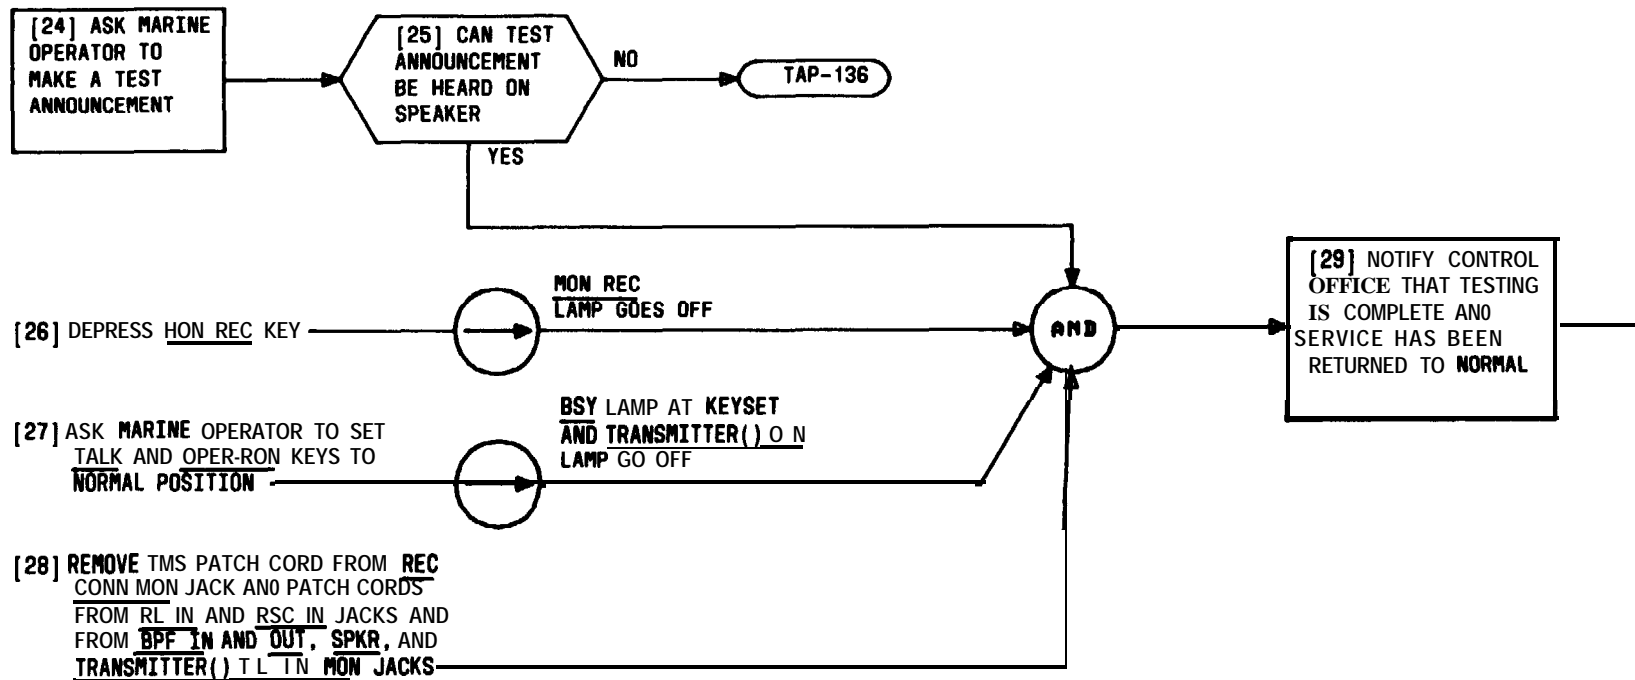 [24] ASK MARINE
OPERATOR TO
MAKE A TEST
ANNOUNCEMENT
[25] CAN TEST
ANNOUNCEMENT
BE HEARD ON
SPEAKER
NO
TAP-136
YES
[26] DEPRESS HON REC KEY
MON REC
LAMP GOES OFF
AND
[29] NOTIFY CONTROL
OFFICE THAT TESTING
IS COMPLETE AN0
SERVICE HAS BEEN
RETURNED TO NORMAL
[27] ASK MARINE OPERATOR TO SET
TALK AND OPER-RON KEYS TO
NORMAL POSITION
BSY LAMP AT KEYSET
AND TRANSMITTER() O N
LAMP GO OFF
[28] REMOVE TMS PATCH CORD FROM REC
CONN MON JACK AN0 PATCH CORDS
FROM RL IN AND RSC IN JACKS AND
FROM BPF IN AND OUT, SPKR, AND
TRANSMITTER() T L IN MON JACKS